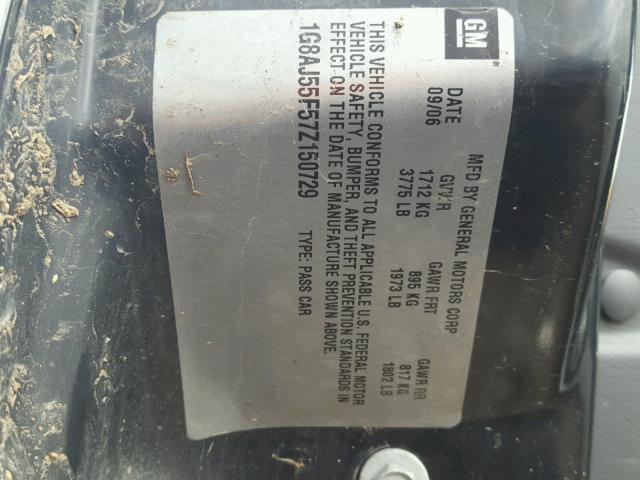 GM
DATE
09/06
MFD BY GENERAL MOTORS CORP
GVWR GAWR FRT GAWR RR
1712 KG 895 KG 817 KG
3775 LB 1973 LB 1802 LB
THIS VEHICLE CONFORMS TO ALL APPLICABLE U.S. FEDERAL MOTOR
VEHICLE SAFETY, BUMPER, AND THEFT PREVENTION STANDARDS IN
EFFECT ON THE DATE OF MANUFACTURE SHOWN ABOVE.
1G8AJ55F57Z150729 TYPE: PASS CAR